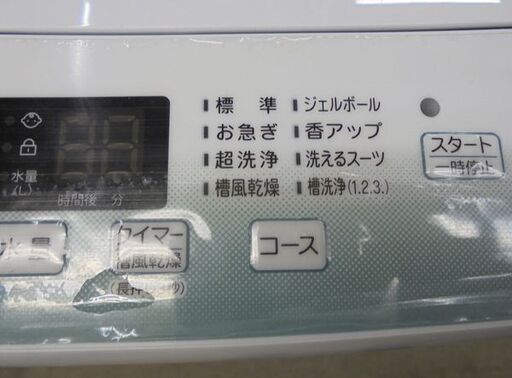 標準
ジェルボール
お急ぎ
香アップ
超洗浄
洗えるスーツ
槽風乾燥
槽洗浄(1.2.3.)
水量
(L)
時間後 分
スタート
一時停止
水量
タイマー
槽風乾燥
コース